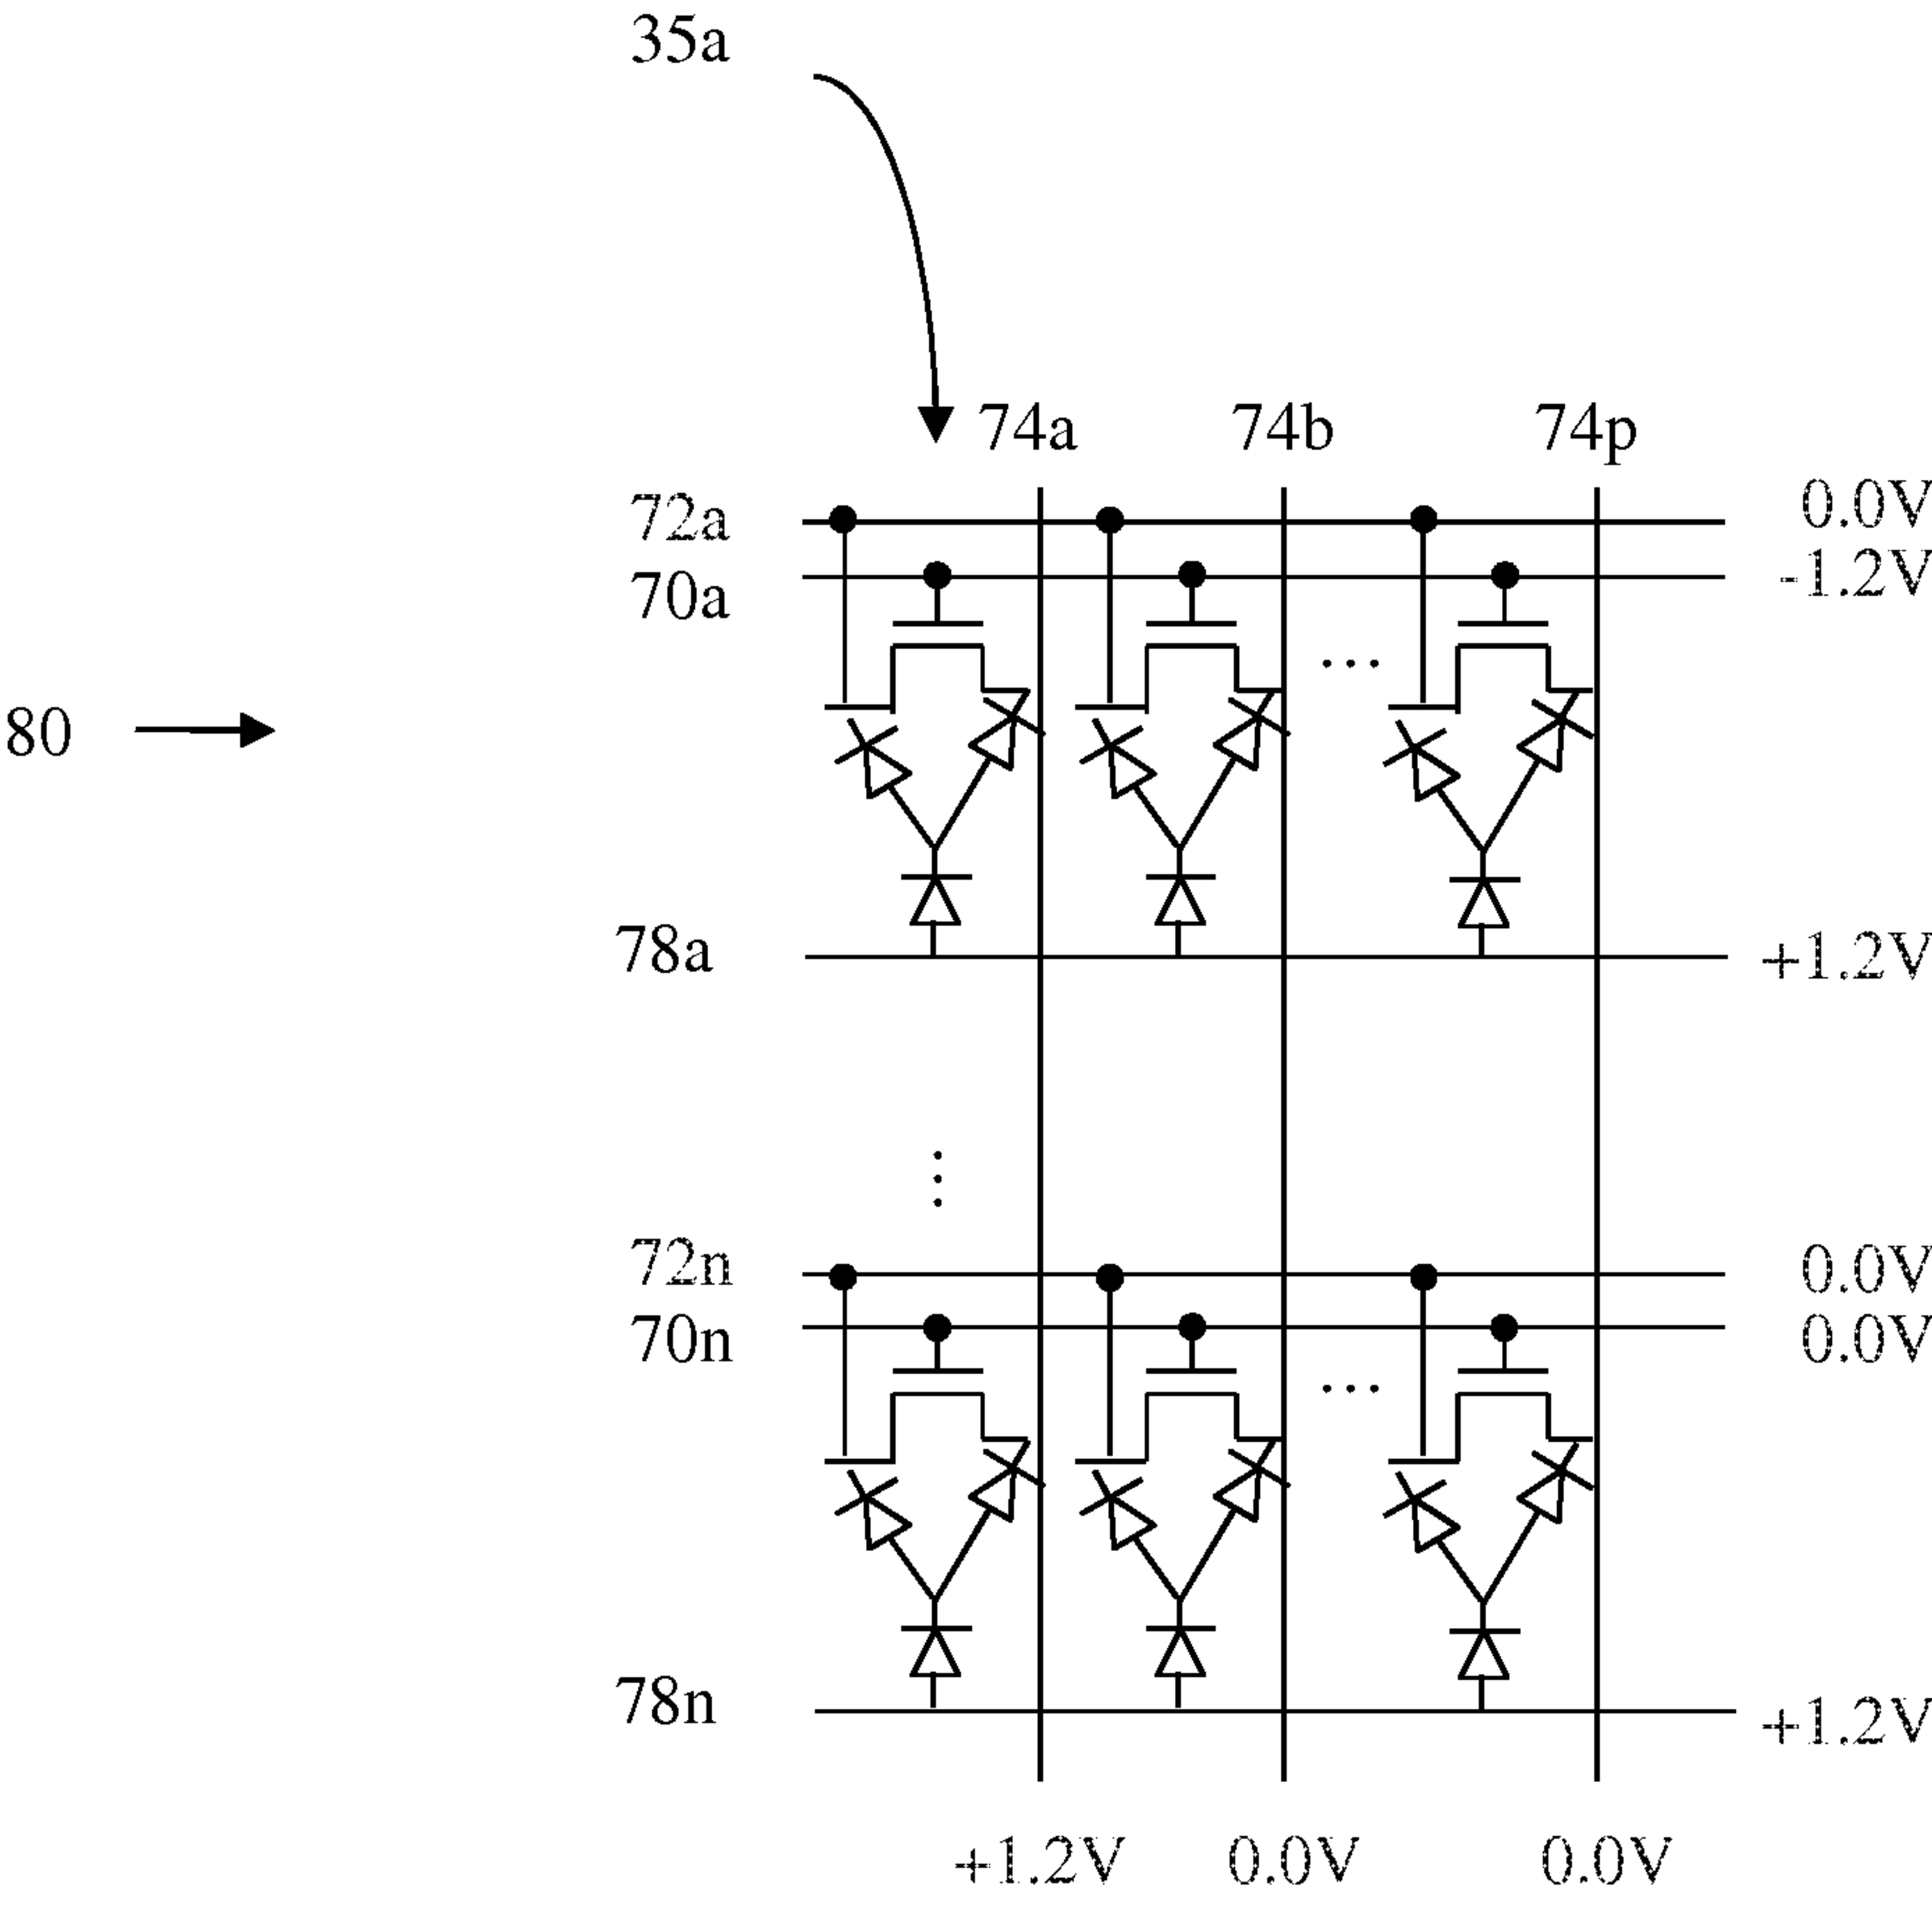 35a
74a 74b 74p
72a 0.0V
70a -1.2V
...
80
78a +1.2V
72n 0.0V
70n 0.0V
...
78n +1.2V
+1.2V 0.0V 0.0V